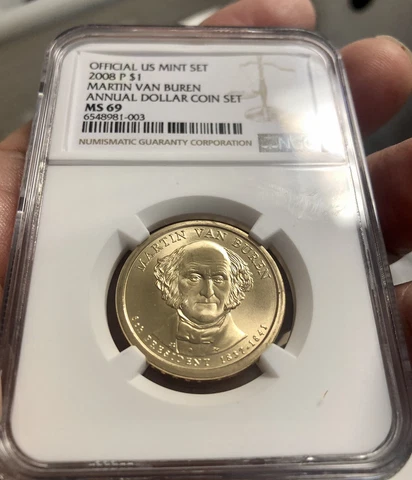 OFFICIAL US MINT SET
2008 P $1
MARTIN VAN BUREN
ANNUAL DOLLAR COIN SET
MS 69
6548981-003
NUMISMATIC GUARANTY CORPORATION
NGC
MARTIN VAN BUREN
8th PRESIDENT 1837-1841